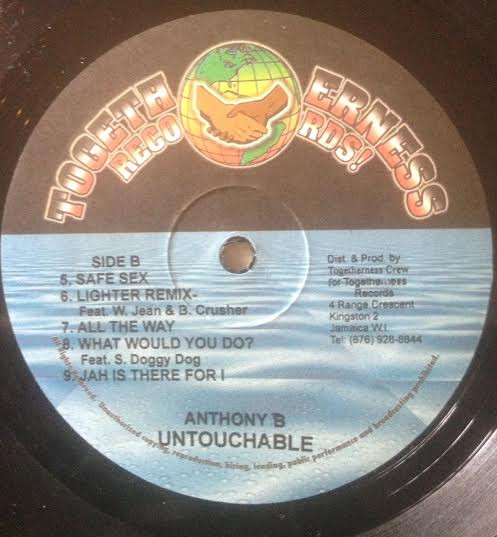 TOGETHERNESS
RECORDS!
SIDE B
5. SAFE SEX
6. LIGHTER REMIX-
Feat. W. Jean & B. Crusher
7. ALL THE WAY
8. WHAT WOULD YOU DO?
Feat. S. Doggy Dog
9. JAH IS THERE FOR I
Dist. & Prod. by
Togetherness Crew
for Togetherness
Records
4 Range Crescent
Kingston 2
Jamaica W.I.
Tel: (876) 928-8844
ANTHONY B
UNTOUCHABLE
All rights reserved. Unauthorized copying, reproduction, hiring, lending, public performance and broadcasting prohibited.